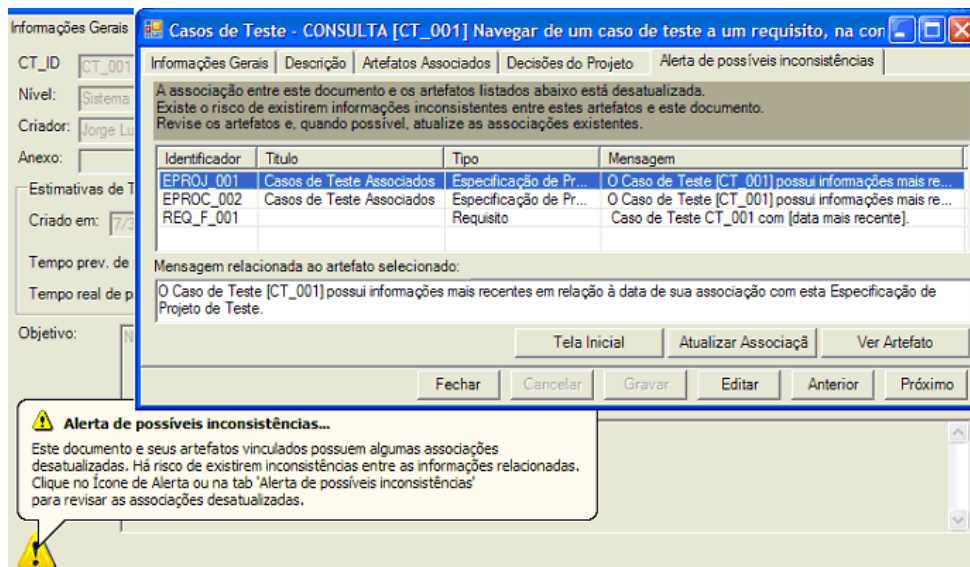 Informações Gerais
CT_ID CT_001
Nível: Sistema
Criador: Jorge Lu
Anexo:
Estimativas de T
Criado em: 7/3
Tempo prev. de
Tempo real de p
Objetivo: N
Casos de Teste - CONSULTA [CT_001] Navegar de um caso de teste a um requisito, na con
Informações Gerais Descrição Artefatos Associados Decisões do Projeto Alerta de possíveis inconsistências
A associação entre este documento e os artefatos listados abaixo está desatualizada.
Existe o risco de existirem informações inconsistentes entre estes artefatos e este documento.
Revise os artefatos e, quando possível, atualize as associações existentes.
Identificador Titulo Tipo Mensagem
EPROJ_001 Casos de Teste Associados Especificação de Pr... O Caso de Teste [CT_001] possui informações mais re...
EPROC_002 Casos de Teste Associados Especificação de Pr... O Caso de Teste [CT_001] possui informações mais re...
REQ_F_001 Requisito Caso de Teste CT_001 com [data mais recente].
Mensagem relacionada ao artefato selecionado:
O Caso de Teste [CT_001] possui informações mais recentes em relação à data de sua associação com esta Especificação de
Projeto de Teste.
Tela Inicial Atualizar Associaçã Ver Artefato
Fechar Cancelar Gravar Editar Anterior Próximo
Alerta de possíveis inconsistências...
Este documento e seus artefatos vinculados possuem algumas associações
desatualizadas. Há risco de existirem inconsistências entre as informações relacionadas.
Clique no Ícone de Alerta ou na tab 'Alerta de possíveis inconsistências'
para revisar as associações desatualizadas.